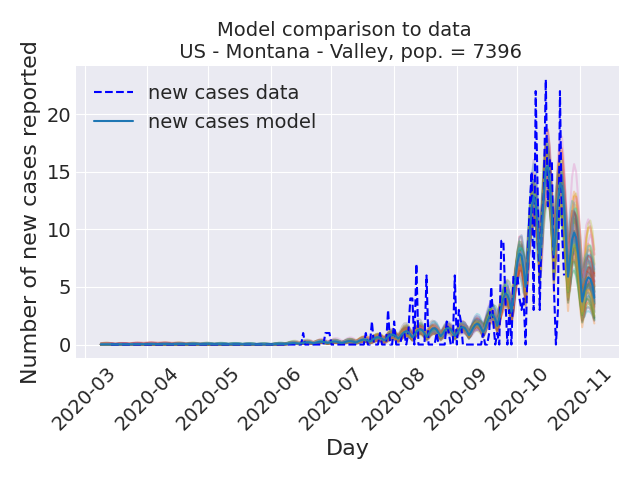 Model comparison to data
US - Montana - Valley, pop. = 7396
Number of new cases reported
20
15
10
5
0
new cases data
new cases model
2020-03
2020-04
2020-05
2020-06
2020-07
2020-08
2020-09
2020-10
2020-11
Day